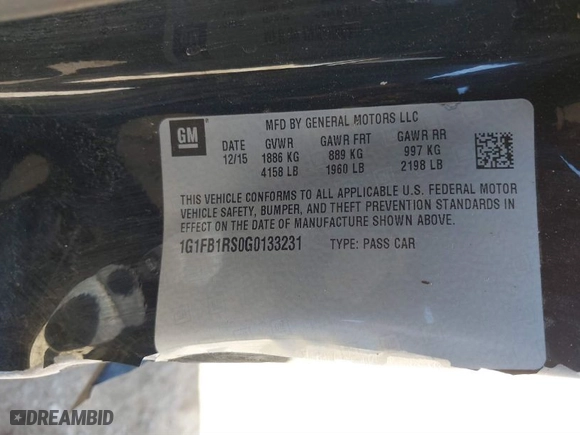 MFD BY GENERAL MOTORS LLC
GM
DATE GVWR GAWR FRT GAWR RR
12/15 1886 KG 889 KG 997 KG
4158 LB 1960 LB 2198 LB
THIS VEHICLE CONFORMS TO ALL APPLICABLE U.S. FEDERAL MOTOR
VEHICLE SAFETY, BUMPER, AND THEFT PREVENTION STANDARDS IN
EFFECT ON THE DATE OF MANUFACTURE SHOWN ABOVE.
1G1FB1RS0G0133231 TYPE: PASS CAR
DREAMBID